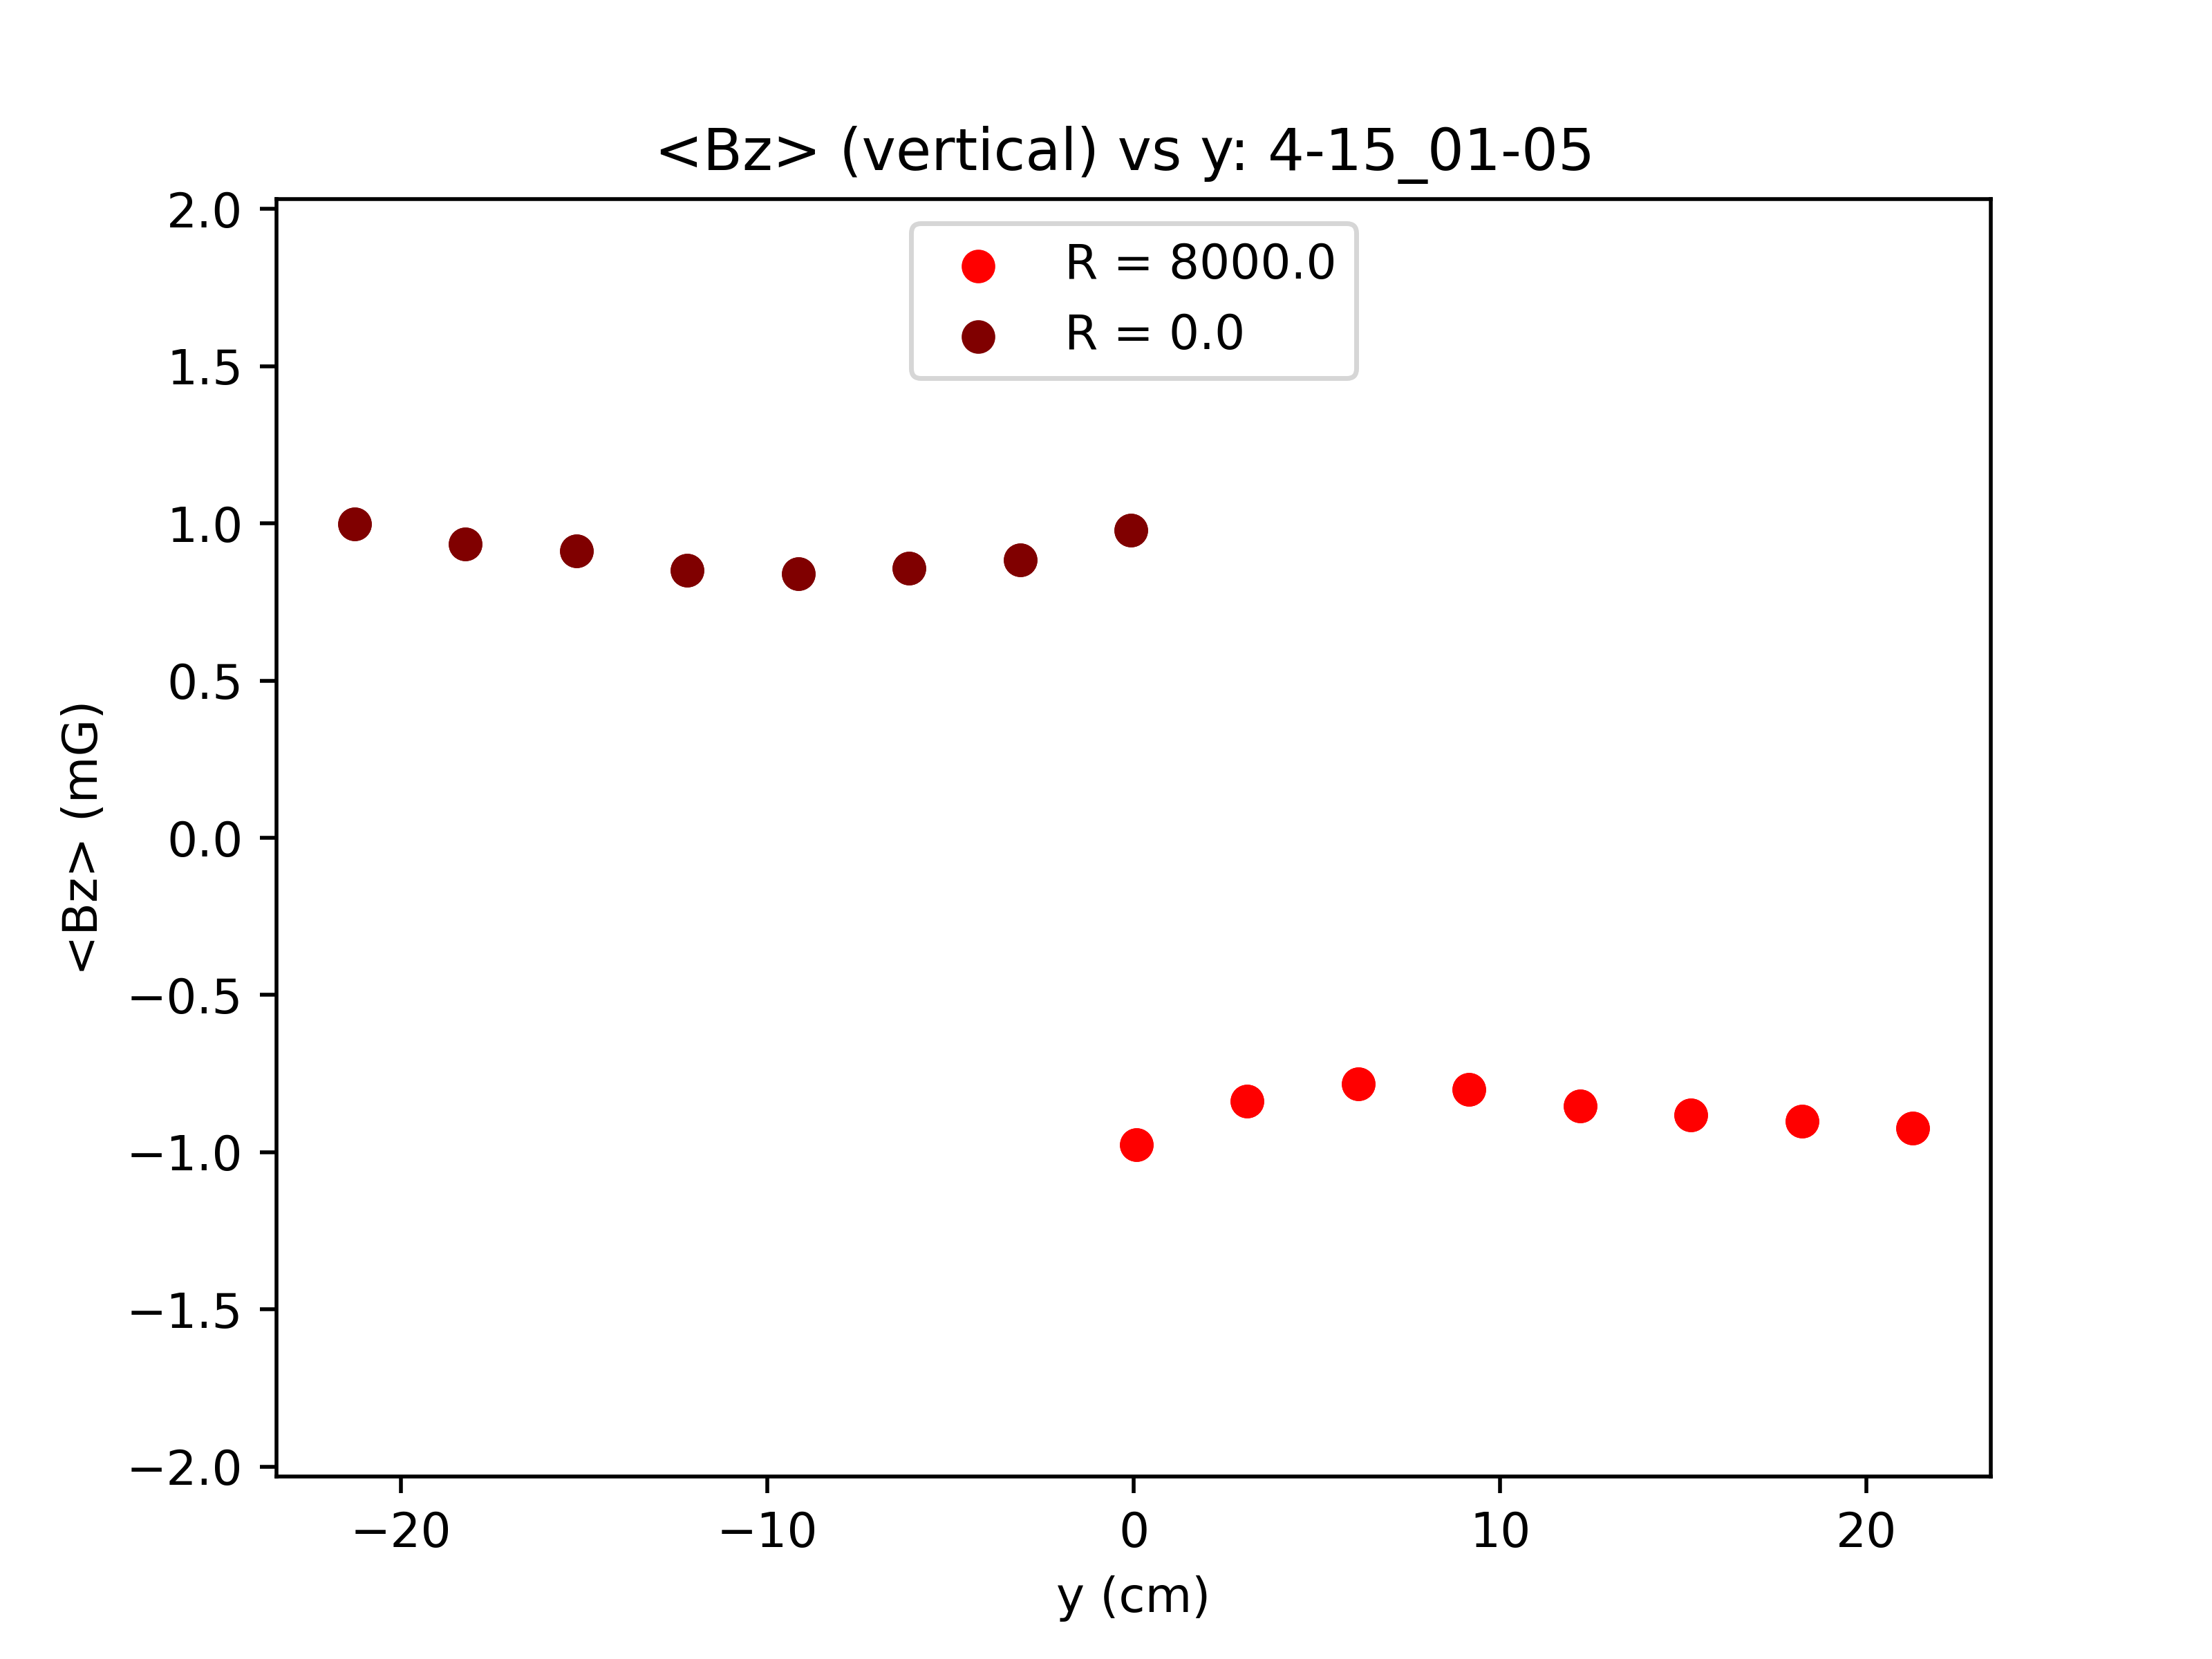 <Bz> (vertical) vs y: 4-15_01-05
R = 8000.0
R = 0.0
2.0
1.5
1.0
0.5
0.0
−0.5
−1.0
−1.5
−2.0
<Bz> (mG)
−20 −10 0 10 20
y (cm)